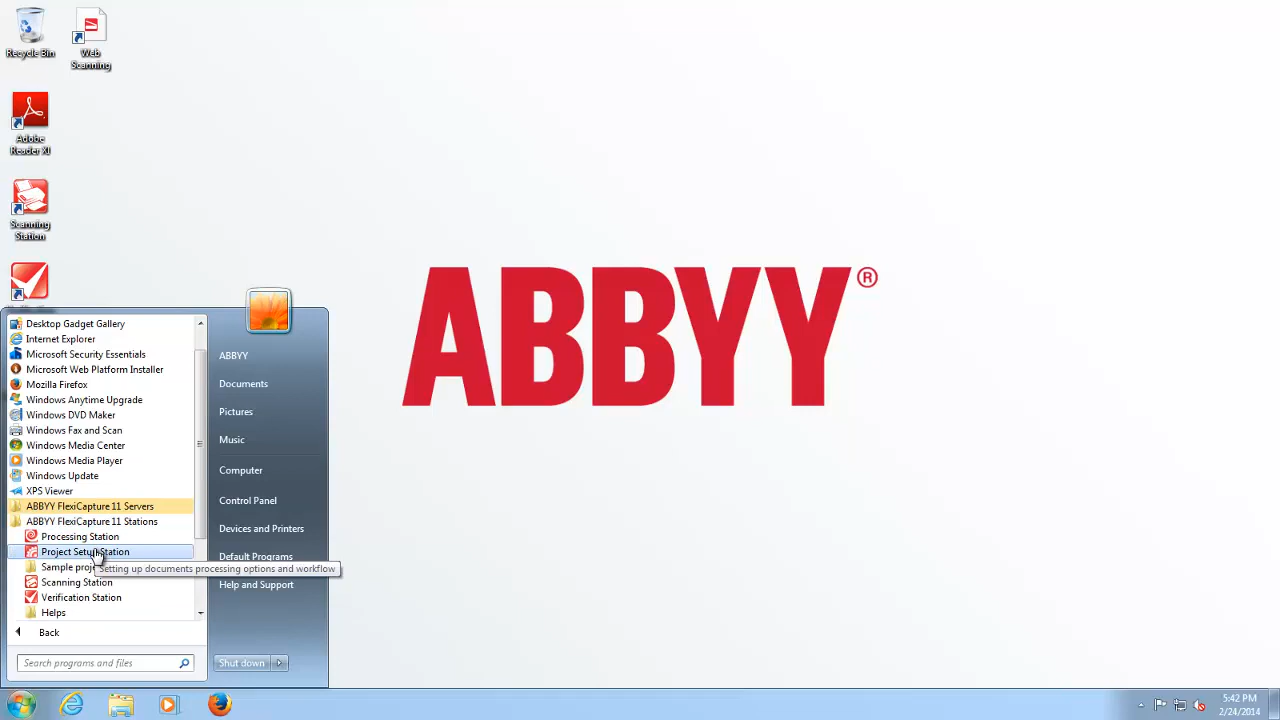 Recycle Bin
Web
Scanning
Adobe
Reader XI
Scanning
Station
ABBYY®
Desktop Gadget Gallery
Internet Explorer
Microsoft Security Essentials
Microsoft Web Platform Installer
Mozilla Firefox
Windows Anytime Upgrade
Windows DVD Maker
Windows Fax and Scan
Windows Media Center
Windows Media Player
Windows Update
XPS Viewer
ABBYY FlexiCapture 11 Servers
ABBYY FlexiCapture 11 Stations
Processing Station
Project Setup Station
Sample proj
Setting up documents processing options and workflow
Scanning Station
Verification Station
Helps
Back
Search programs and files
ABBYY
Documents
Pictures
Music
Computer
Control Panel
Devices and Printers
Default Programs
Help and Support
Shut down
5:42 PM
2/24/2014